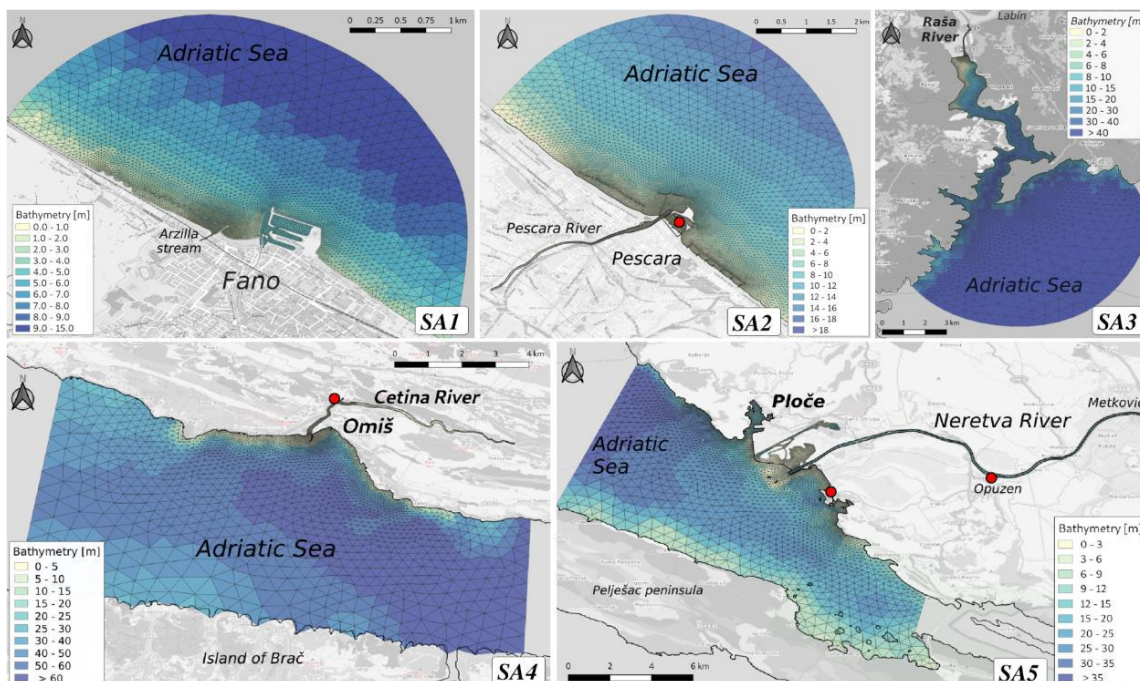 0 0.25 0.5 0.75 1 km
N
Adriatic Sea
Bathymetry [m]
0.0 - 1.0
1.0 - 2.0
2.0 - 3.0
3.0 - 4.0
4.0 - 5.0
5.0 - 6.0
6.0 - 7.0
7.0 - 8.0
8.0 - 9.0
9.0 - 15.0
Arzilla
stream
Fano
SA1
0 0.5 1 1.5 2 km
N
Adriatic Sea
Pescara River
Pescara
Bathymetry [m]
0 - 2
2 - 4
4 - 6
6 - 8
8 - 10
10 - 12
12 - 14
14 - 16
16 - 18
>18
SA2
N
Raša
River
Labin
Bathymetry [m]
0 - 2
2 - 4
4 - 6
6 - 8
8 - 10
10 - 15
15 - 20
20 - 30
30 - 40
> 40
Adriatic Sea
0 1 2 3 km
SA3
N
0 1 2 3 4 km
Cetina River
Omiš
Adriatic Sea
Bathymetry [m]
0 - 5
5 - 10
10 - 15
15 - 20
20 - 25
25 - 30
30 - 40
40 - 50
50 - 60
> 60
Island of Brač
SA4
N
Ploče
Metković
Neretva River
Adriatic
Sea
Opuzen
Pelješac peninsula
Bathymetry [m]
0 - 3
3 - 6
6 - 9
9 - 12
12 - 15
15 - 20
20 - 25
25 - 30
30 - 35
>35
0 2 4 6 km
SA5